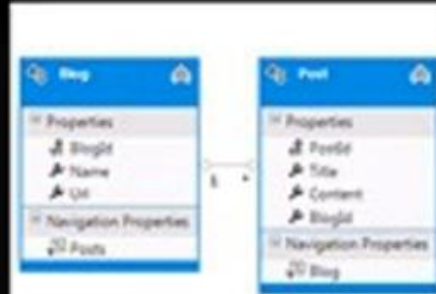 Blog
Properties
BlogId
Name
Url
Navigation Properties
Posts
1 *
Post
Properties
PostId
Title
Content
BlogId
Navigation Properties
Blog